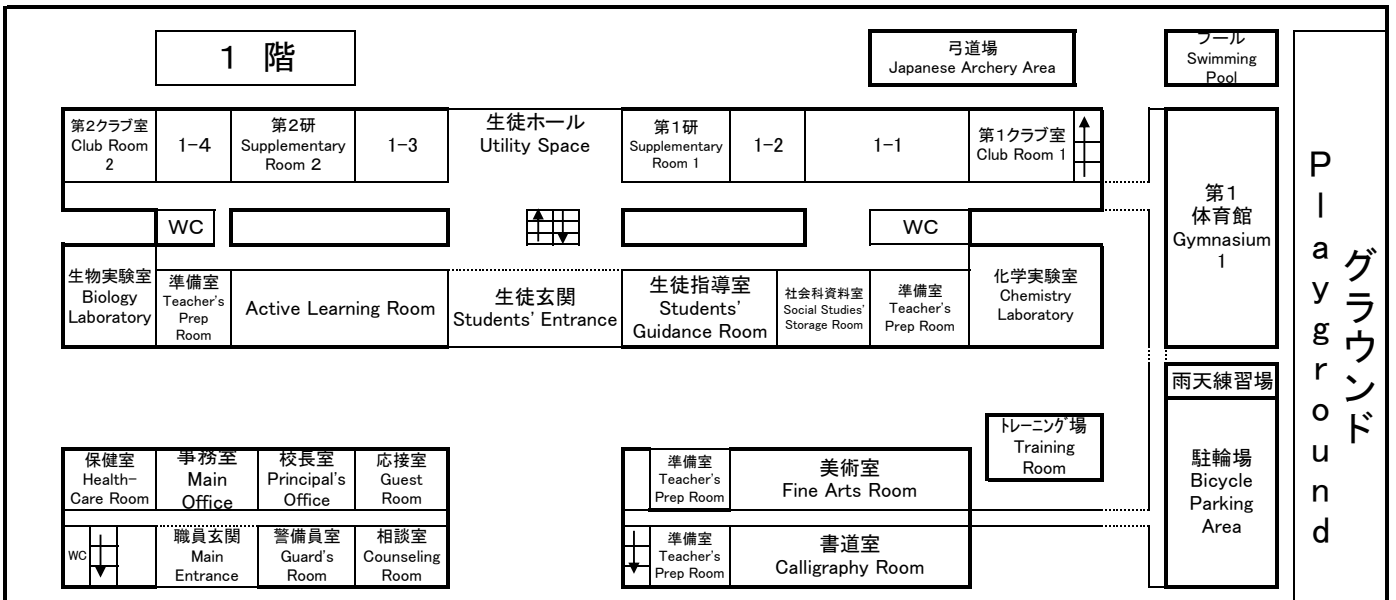 1 階
弓道場
Japanese Archery Area
プール
Swimming
Pool
第2クラブ室
Club Room
2
1-4
第2研
Supplementary
Room 2
1-3
生徒ホール
Utility Space
第1研
Supplementary
Room 1
1-2
1-1
第1クラブ室
Club Room 1
第1
体育館
Gymnasium
1
Playground
グラウンド
WC
WC
生物実験室
Biology
Laboratory
準備室
Teacher's
Prep
Room
Active Learning Room
生徒玄関
Students' Entrance
生徒指導室
Students'
Guidance Room
社会科資料室
Social Studies'
Storage Room
準備室
Teacher's
Prep Room
化学実験室
Chemistry
Laboratory
雨天練習場
トレーニング場
Training
Room
駐輪場
Bicycle
Parking
Area
保健室
Health-
Care Room
事務室
Main
Office
校長室
Principal's
Office
応接室
Guest
Room
準備室
Teacher's
Prep Room
美術室
Fine Arts Room
WC
職員玄関
Main
Entrance
警備員室
Guard's
Room
相談室
Counseling
Room
準備室
Teacher's
Prep Room
書道室
Calligraphy Room